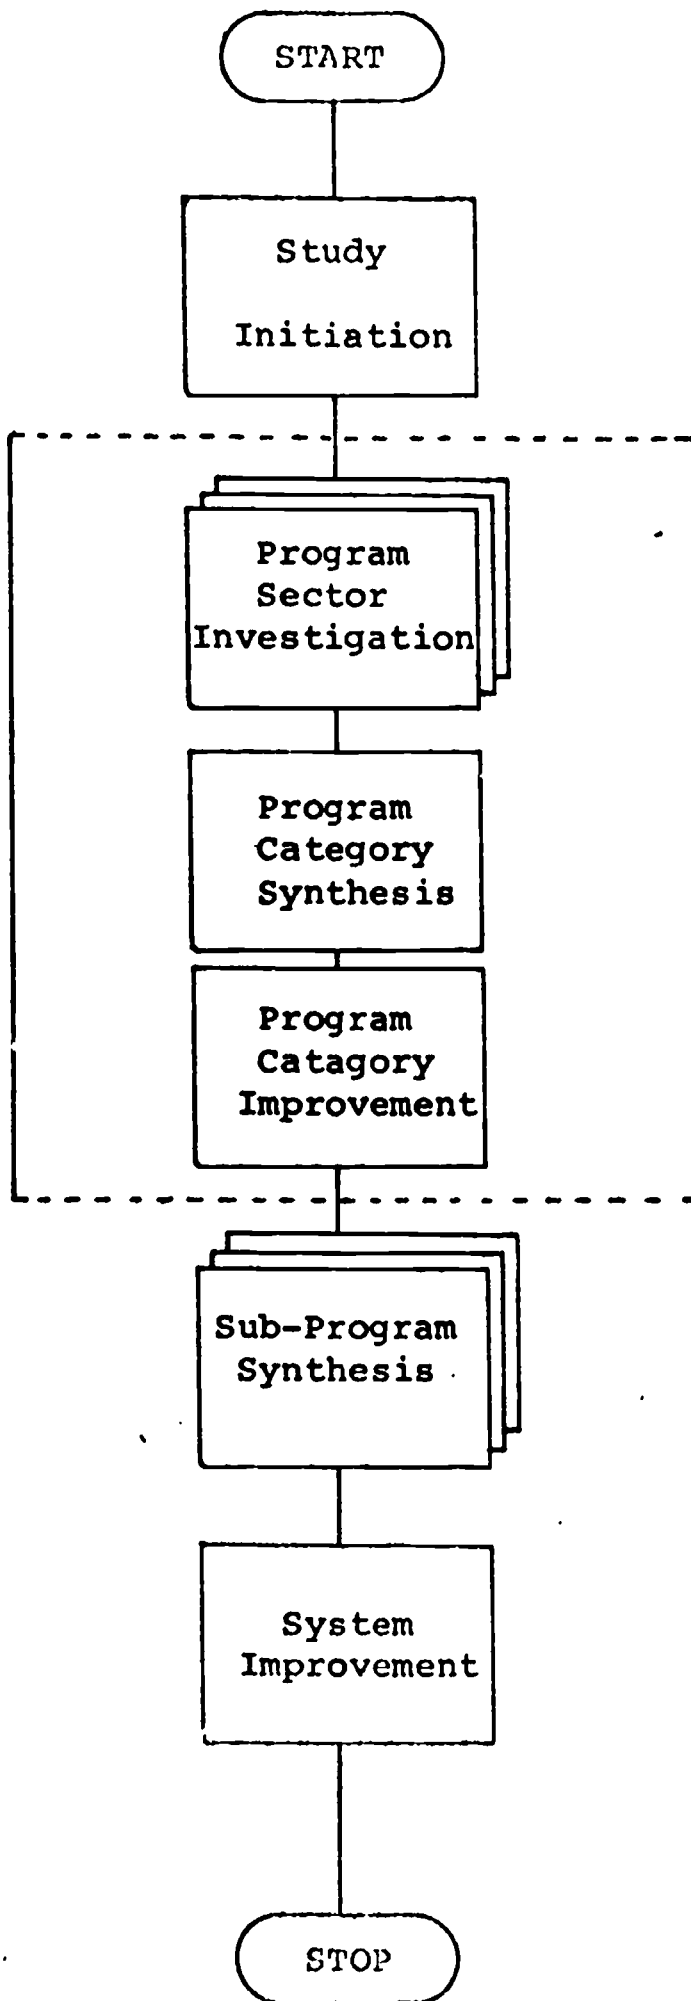 START
Study
Initiation
Program
Sector
Investigation
Program
Category
Synthesis
Program
Catagory
Improvement
Sub-Program
Synthesis
System
Improvement
STOP